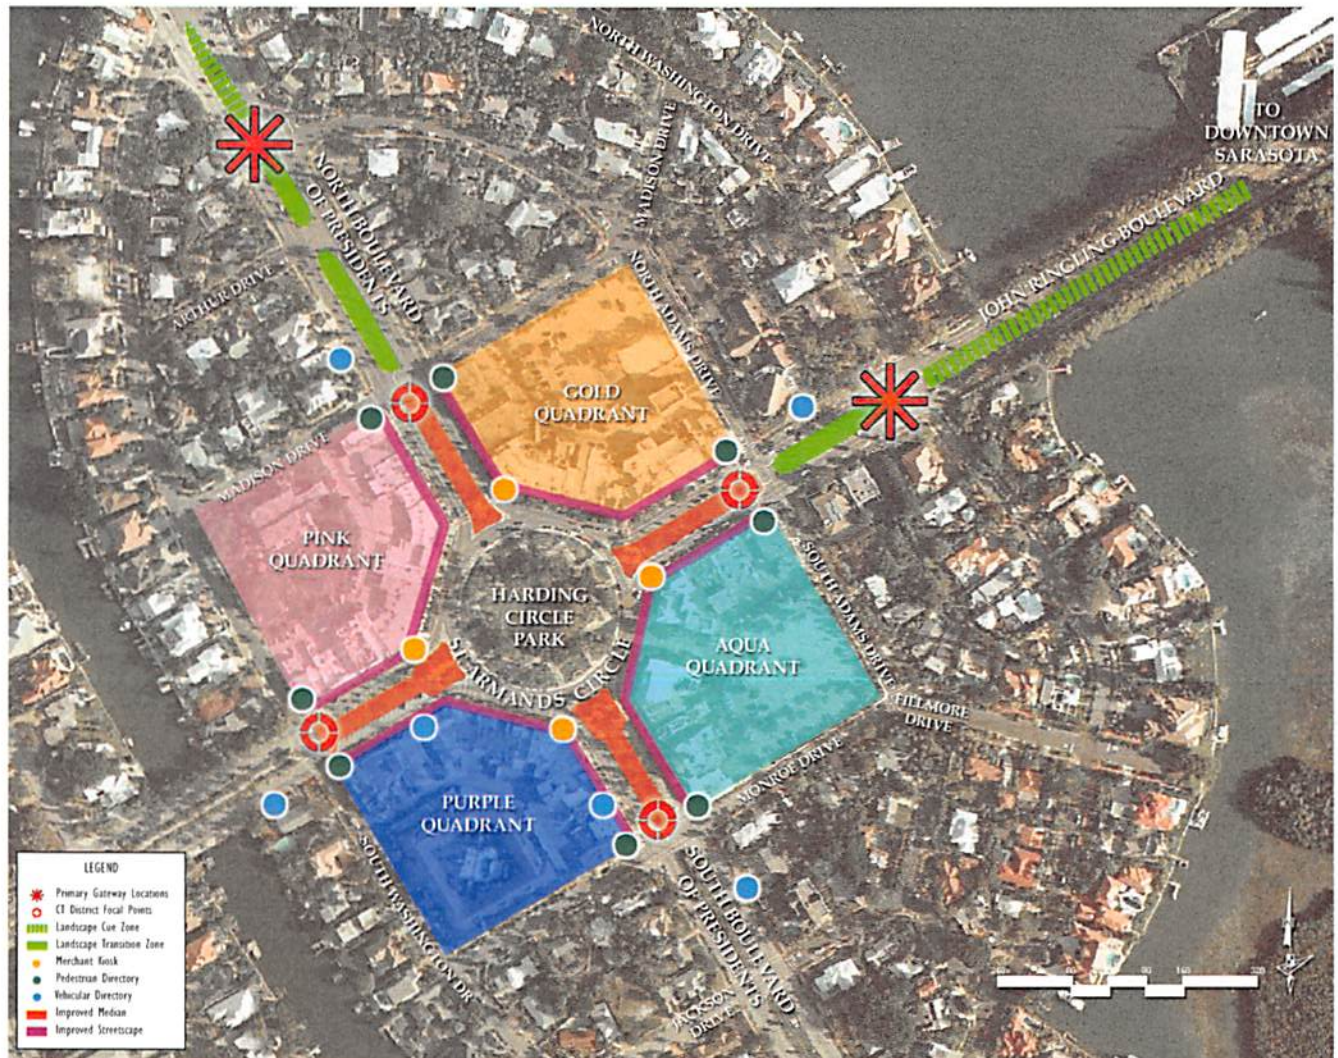 NORTH WASHINGTON DRIVE
MADISON DRIVE
TO
DOWNTOWN
SARASOTA
NORTH BOULEVARD
OF PRESIDENTS
JOHN RINGLING BOULEVARD
ARTHUR DRIVE
NORTH ADAMS DRIVE
GOLD
QUADRANT
MADISON DRIVE
PINK
QUADRANT
HARDING
CIRCLE
PARK
ST. ARMANDS CIRCLE
AQUA
QUADRANT
SOUTH ADAMS DRIVE
FILLMORE
DRIVE
MONROE DRIVE
PURPLE
QUADRANT
SOUTH WASHINGTON DR.
SOUTH BOULEVARD
OF PRESIDENTS
JACKSON
DRIVE
LEGEND
Primary Gateway Locations
CT District Focal Points
Landscape Cue Zone
Landscape Transition Zone
Merchant Kiosk
Pedestrian Directory
Vehicular Directory
Improved Median
Improved Streetscape
80 160 320